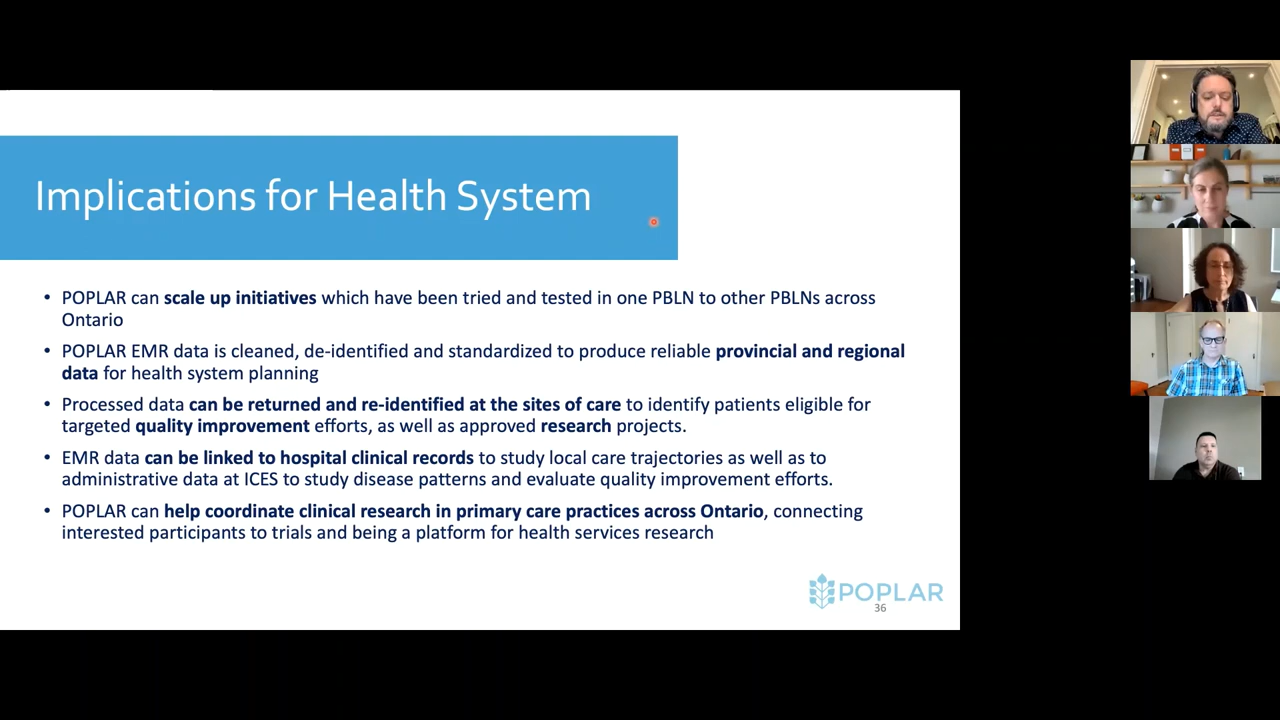 Implications for Health System
• POPLAR can scale up initiatives which have been tried and tested in one PBLN to other PBLNs across
Ontario
• POPLAR EMR data is cleaned, de-identified and standardized to produce reliable provincial and regional
data for health system planning
• Processed data can be returned and re-identified at the sites of care to identify patients eligible for
targeted quality improvement efforts, as well as approved research projects.
• EMR data can be linked to hospital clinical records to study local care trajectories as well as to
administrative data at ICES to study disease patterns and evaluate quality improvement efforts.
• POPLAR can help coordinate clinical research in primary care practices across Ontario, connecting
interested participants to trials and being a platform for health services research
POPLAR
36